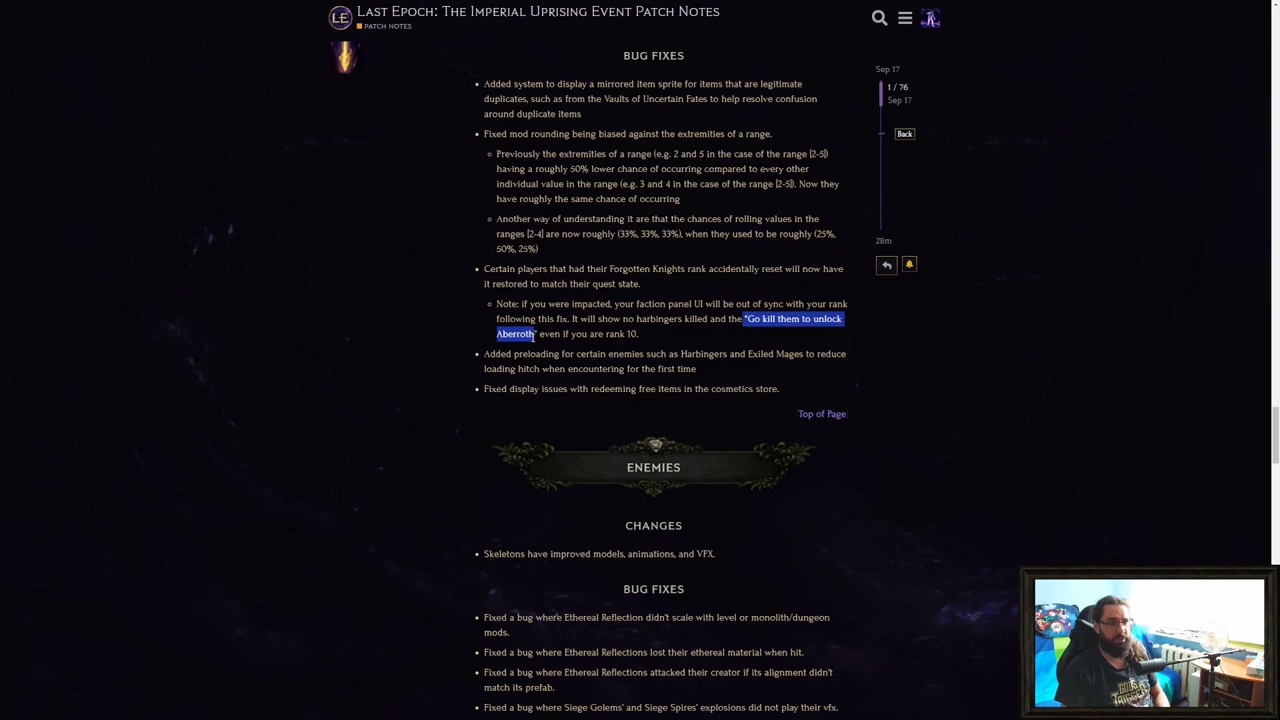 LE
Last Epoch: The Imperial Uprising Event Patch Notes
PATCH NOTES
BUG FIXES
Sep 17
1 / 76
Sep 17
Back
28m
• Added system to display a mirrored item sprite for items that are legitimate
duplicates, such as from the Vaults of Uncertain Fates to help resolve confusion
around duplicate items
• Fixed mod rounding being biased against the extremities of a range.
◦ Previously the extremities of a range (e.g. 2 and 5 in the case of the range [2-5])
having a roughly 50% lower chance of occurring compared to every other
individual value in the range (e.g. 3 and 4 in the case of the range [2-5]). Now they
have roughly the same chance of occurring
◦ Another way of understanding it are that the chances of rolling values in the
ranges [2-4] are now roughly (33%, 33%, 33%), when they used to be roughly (25%,
50%, 25%)
• Certain players that had their Forgotten Knights rank accidentally reset will now have
it restored to match their quest state.
◦ Note: if you were impacted, your faction panel UI will be out of sync with your rank
following this fix. It will show no harbingers killed and the "Go kill them to unlock
Aberroth" even if you are rank 10.
• Added preloading for certain enemies such as Harbingers and Exiled Mages to reduce
loading hitch when encountering for the first time
• Fixed display issues with redeeming free items in the cosmetics store.
Top of Page
ENEMIES
CHANGES
• Skeletons have improved models, animations, and VFX.
BUG FIXES
• Fixed a bug where Ethereal Reflection didn't scale with level or monolith/dungeon
mods.
• Fixed a bug where Ethereal Reflections lost their ethereal material when hit.
• Fixed a bug where Ethereal Reflections attacked their creator if its alignment didn't
match its prefab.
• Fixed a bug where Siege Golems' and Siege Spires' explosions did not play their vfx.